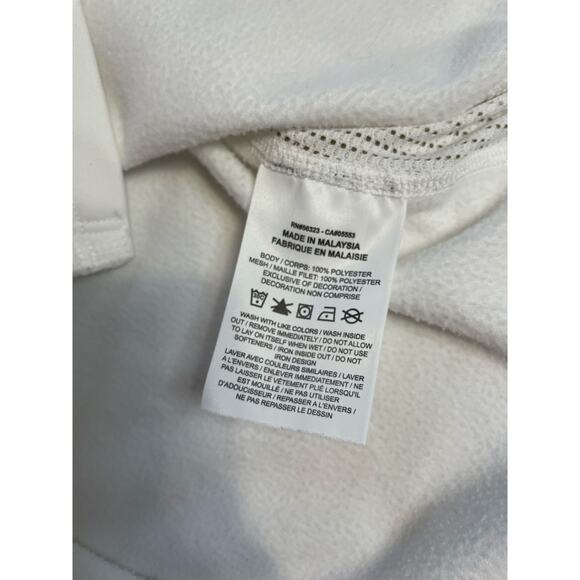 RN#56323 - CA#05553
MADE IN MALAYSIA
FABRIQUE EN MALAISIE
BODY / CORPS: 100% POLYESTER
MESH / MAILLE FILET: 100% POLYESTER
EXCLUSIVE OF DECORATION /
DECORATION NON COMPRISE
WASH WITH LIKE COLORS / WASH INSIDE
OUT / REMOVE IMMEDIATELY / DO NOT ALLOW
TO LAY ON ITSELF WHEN WET / DO NOT USE
SOFTENERS / IRON INSIDE OUT / DO NOT
IRON DESIGN
LAVER AVEC COULEURS SIMILAIRES / LAVER
A L'ENVERS / ENLEVER IMMEDIATEMENT / NE
PAS LAISSER LE VÊTEMENT PLIÉ LORSQU'IL
EST MOUILLÉ / NE PAS UTILISER
D'ADOUCISSEUR / REPASSER A L'ENVERS /
NE PAS REPASSER LE DESSIN